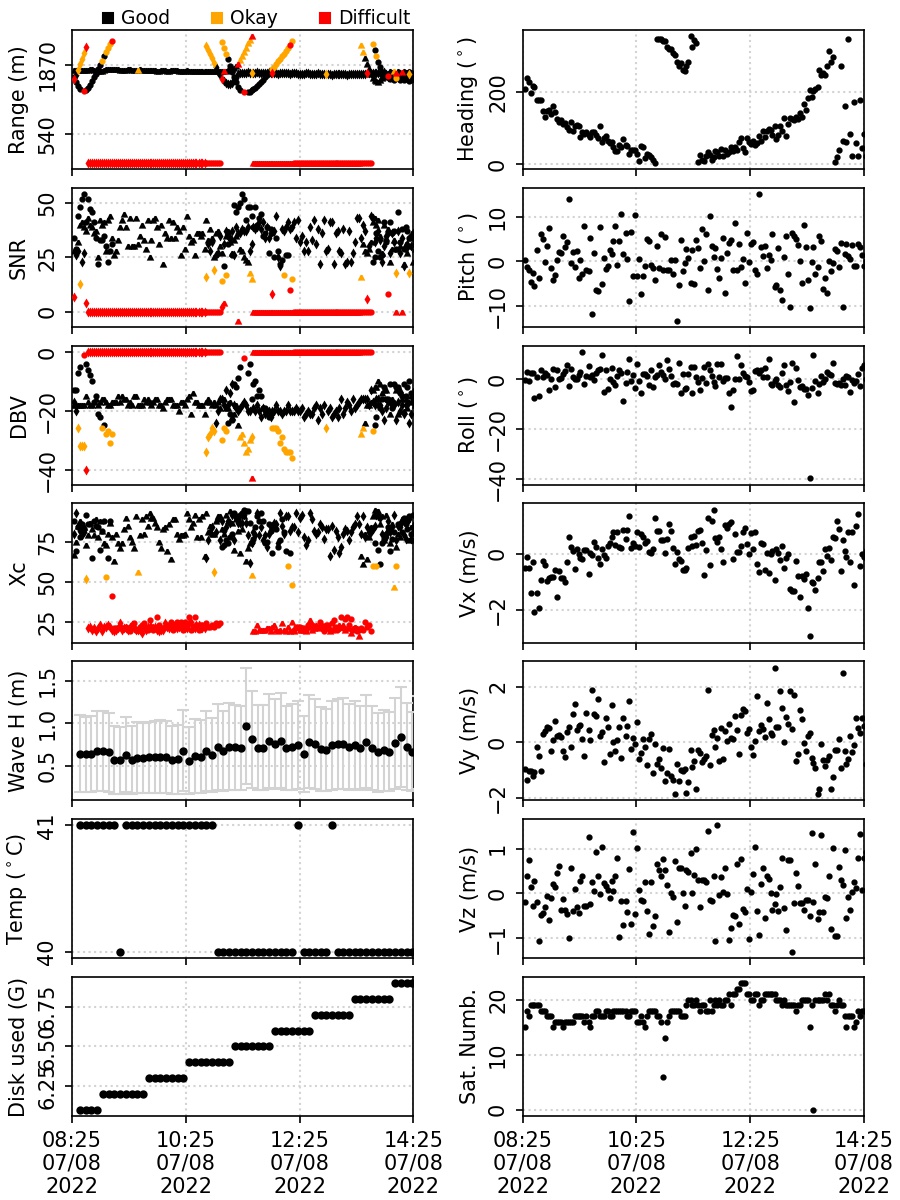 Good Okay Difficult
Range (m)
1870
540
Heading (°)
200
0
SNR
50
25
0
Pitch (°)
10
0
−10
DBV
0
−20
−40
Roll (°)
0
−20
−40
Xc
75
50
25
Vx (m/s)
0
−2
Wave H (m)
1.5
1.0
0.5
Vy (m/s)
2
0
−2
Temp (°C)
41
40
Vz (m/s)
1
0
−1
Disk used (G)
6.75
6.50
6.25
Sat. Numb.
20
10
0
08:25 10:25 12:25 14:25 08:25 10:25 12:25 14:25
07/08 07/08 07/08 07/08 07/08 07/08 07/08 07/08
2022 2022 2022 2022 2022 2022 2022 2022